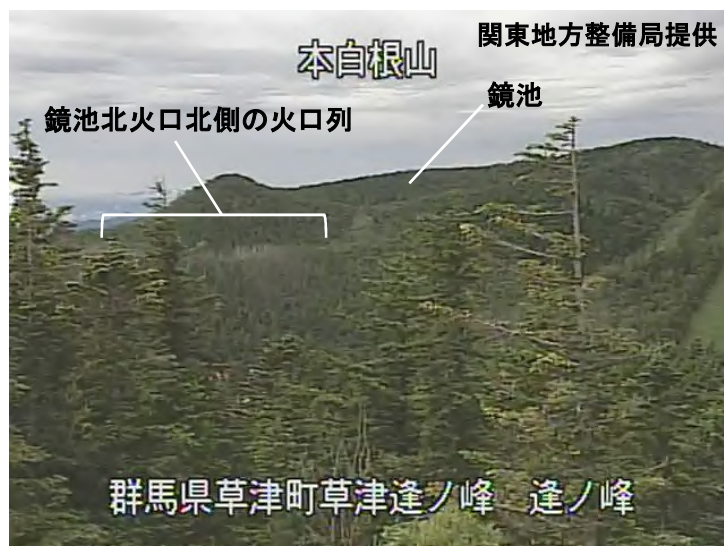 関東地方整備局提供
本白根山
鏡池
鏡池北火口北側の火口列
群馬県草津町草津逢ノ峰　逢ノ峰